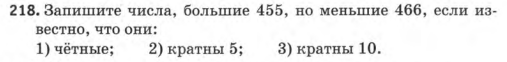 218. Запишите числа, большие 455, но меньшие 466, если из-
вестно, что они:
1) чётные; 2) кратны 5; 3) кратны 10.